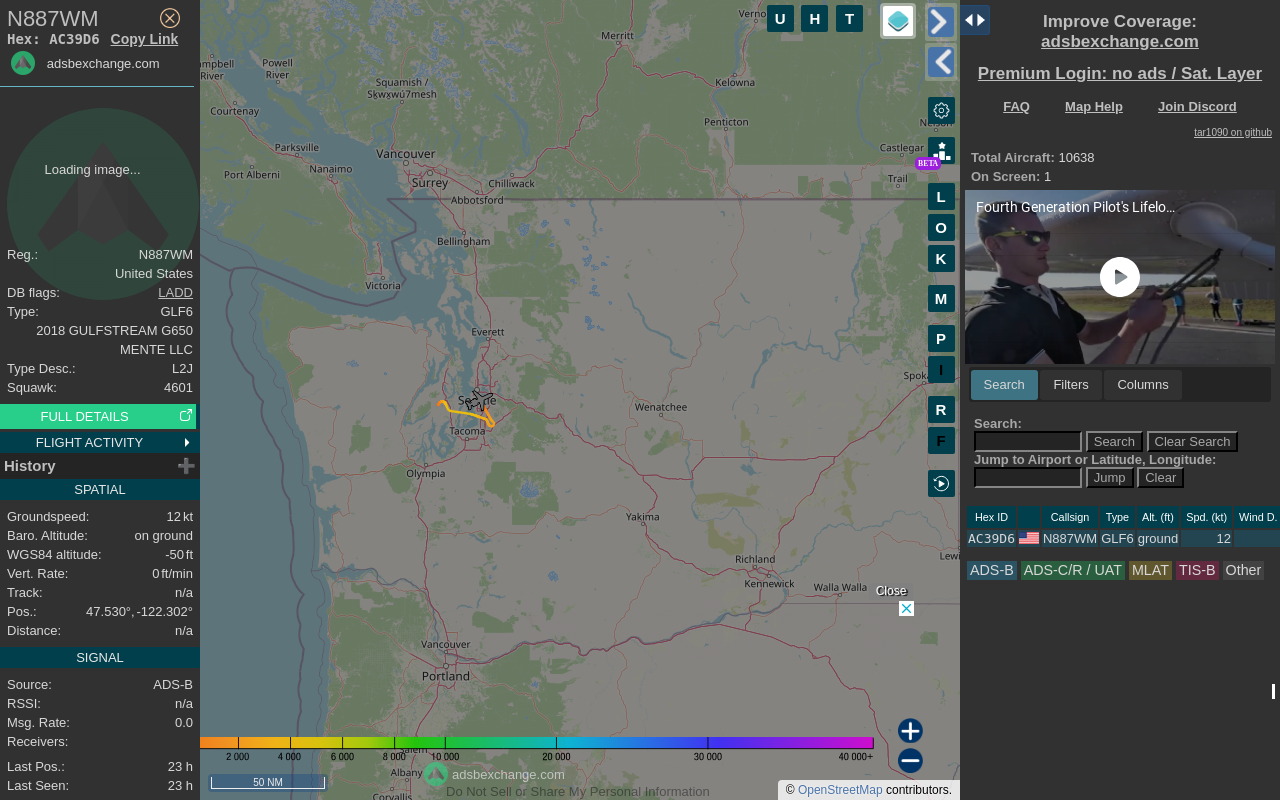 N887WM
Hex: AC39D6 Copy Link
adsbexchange.com
Loading image...
Reg.: N887WM
United States
DB flags: LADD
Type: GLF6
2018 GULFSTREAM G650
MENTE LLC
Type Desc.: L2J
Squawk: 4601
FULL DETAILS
FLIGHT ACTIVITY
History
SPATIAL
Groundspeed: 12 kt
Baro. Altitude: on ground
WGS84 altitude: -50 ft
Vert. Rate: 0 ft/min
Track: n/a
Pos.: 47.530°, -122.302°
Distance: n/a
SIGNAL
Source: ADS-B
RSSI: n/a
Msg. Rate: 0.0
Receivers:
Last Pos.: 23 h
Last Seen: 23 h
U H T
Merritt
Powell
River
River
Squamish /
Sḵwx̱wú7mesh
Kelowna
Courtenay
Penticton
Parksville
Vancouver
Castlegar
Nanaimo
Port Alberni
Surrey
Chilliwack
Trail
Abbotsford
Bellingham
Victoria
Everett
Wenatchee
Tacoma
Olympia
Yakima
Richland
Kennewick
Walla Walla
Vancouver
Portland
Albany
Corvallis
BETA
L
O
K
M
P
I
R
F
Close
2 000 4 000 6 000 8 000 10 000 20 000 30 000 40 000+
50 NM
adsbexchange.com
Do Not Sell or Share My Personal Information
© OpenStreetMap contributors.
Improve Coverage:
adsbexchange.com
Premium Login: no ads / Sat. Layer
FAQ Map Help Join Discord
tar1090 on github
Total Aircraft: 10638
On Screen: 1
Fourth Generation Pilot's Lifelo...
Search Filters Columns
Search:
Search Clear Search
Jump to Airport or Latitude, Longitude:
Jump Clear
Hex ID Callsign Type Alt. (ft) Spd. (kt) Wind D.
AC39D6 N887WM GLF6 ground 12
ADS-B ADS-C/R / UAT MLAT TIS-B Other